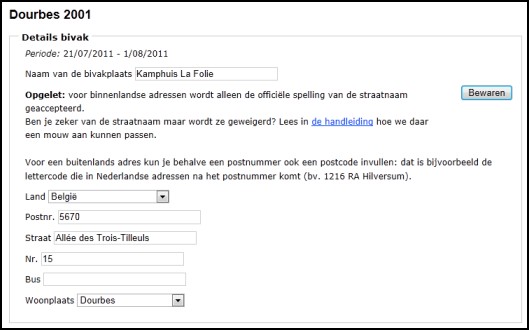 Dourbes 2001
Details bivak
Periode: 21/07/2011 - 1/08/2011
Naam van de bivakplaats Kamphuis La Folie
Opgelet: voor binnenlandse adressen wordt alleen de officiële spelling van de straatnaam
geaccepteerd.
Bewaren
Ben je zeker van de straatnaam maar wordt ze geweigerd? Lees in de handleiding hoe we daar
een mouw aan kunnen passen.
Voor een buitenlands adres kun je behalve een postnummer ook een postcode invullen: dat is bijvoorbeeld de
lettercode die in Nederlandse adressen na het postnummer komt (bv. 1216 RA Hilversum).
Land België
Postnr. 5670
Straat Allée des Trois-Tilleuls
Nr. 15
Bus
Woonplaats Dourbes